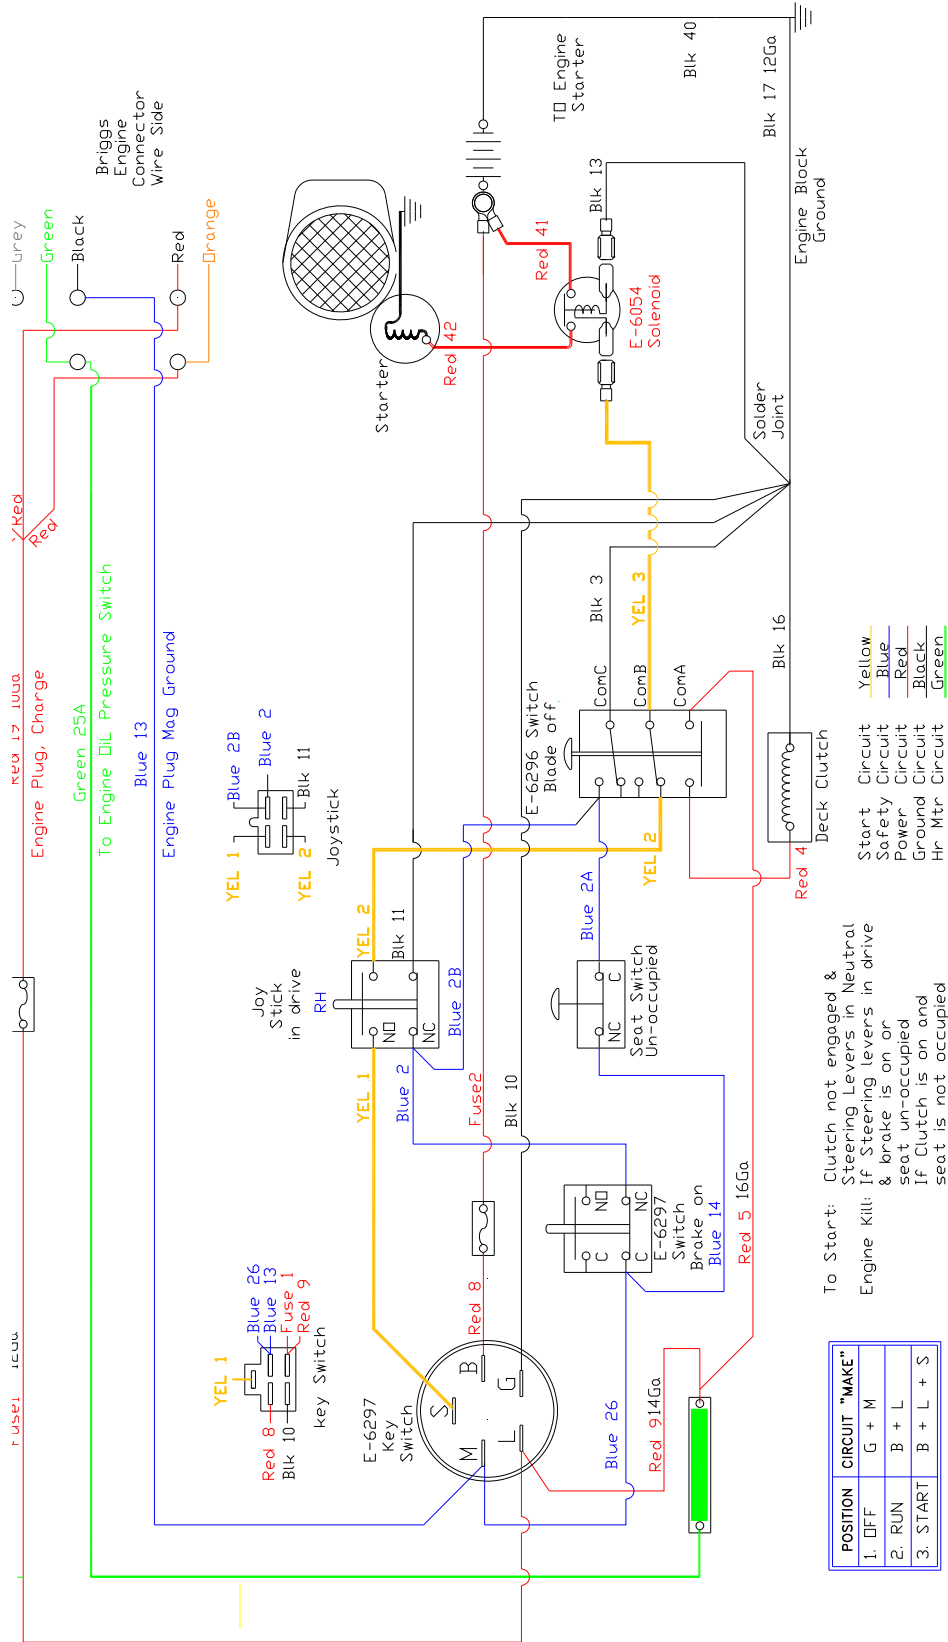 Grey
Green
Black
Red
Orange
Briggs
Engine
Connector
Wire Side
Red
Red
Engine Plug, Charge
Green 25A
To Engine OiL Pressure Switch
Blue 13
Engine Plug Mag Ground
TO Engine
Starter
Blk 40
Blk 17 12Ga
Engine Block
Ground
Blk 13
Red 41
E-6054
Solenoid
Red 42
Starter
Solder
Joint
Blk 3
YEL 3
Blk 16
ComC
ComB
ComA
E-6296 Switch
Blade off
YEL 2
Deck Clutch
Red 4
Blue 2B
Blue 2
YEL 1
YEL 2
Blk 11
Joystick
YEL 2
Blk 11
Joy
Stick
in drive
RH
NO
NC
Blue 2B
YEL 1
Blue 2
Blue 2A
C
NC
Seat Switch
Un-occupied
Fuse2
Blk 10
NO
NC
C
C
E-6297
Switch
Brake on
Blue 14
Red 5 16Ga
Red 8
Blue 26
Blue 13
Fuse 1
Red 9
YEL 1
Red 8
Blk 10
key Switch
E-6297
Key
Switch
B
G
S
M
L
Blue 26
Red 9 14Ga
Start Circuit Yellow
Safety Circuit Blue
Power Circuit Red
Ground Circuit Black
Hr Mtr Circuit Green
To Start: Clutch not engaged &
Steering Levers in Neutral
Engine Kill: If Steering levers in drive
& brake is on or
seat un-occupied
If Clutch is on and
seat is not occupied
POSITION CIRCUIT "MAKE"
1. OFF G + M
2. RUN B + L
3. START B + L + S